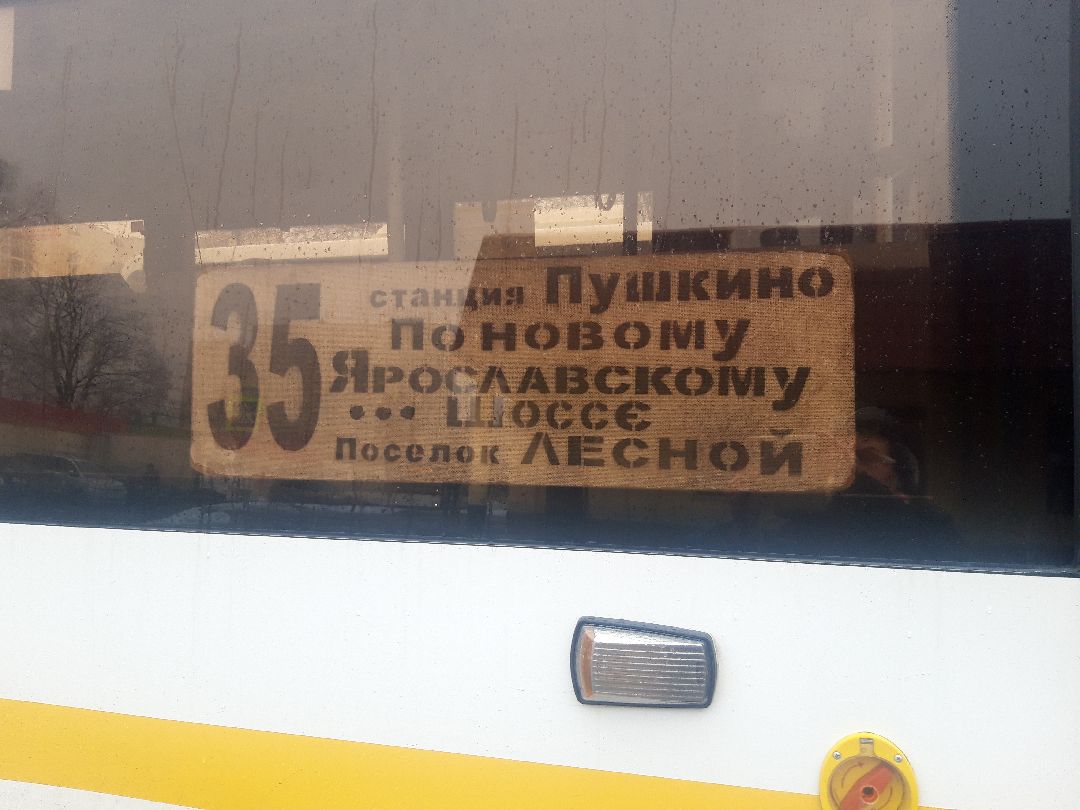 35
станция Пушкино
По новому
Ярославскому
... шоссе
Поселок ЛЕСНОЙ